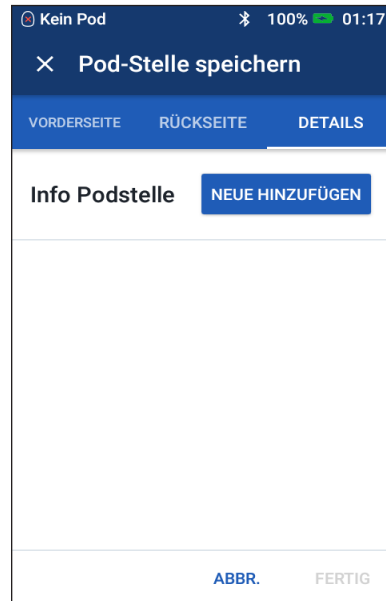 Kein Pod 100% 01:17
Pod-Stelle speichern
VORDERSEITE RÜCKSEITE DETAILS
Info Podstelle NEUE HINZUFÜGEN
ABBR. FERTIG